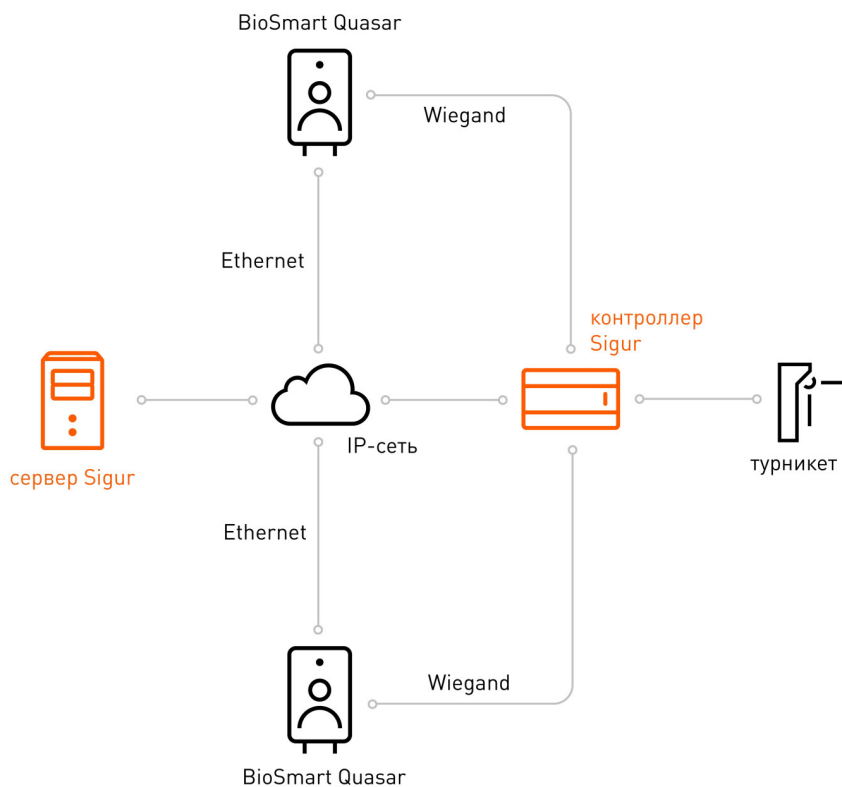 BioSmart Quasar
Wiegand
Ethernet
контроллер
Sigur
IP-сеть
турникет
сервер Sigur
Ethernet
Wiegand
BioSmart Quasar